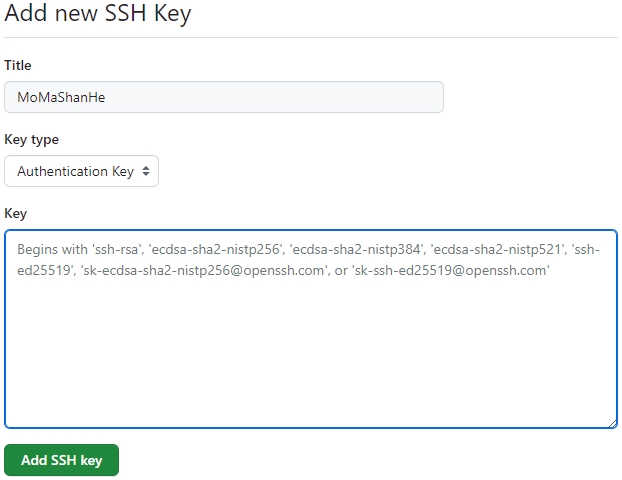 Add new SSH Key
Title
MoMaShanHe
Key type
Authentication Key
Key
Begins with 'ssh-rsa', 'ecdsa-sha2-nistp256', 'ecdsa-sha2-nistp384', 'ecdsa-sha2-nistp521', 'ssh-
ed25519', 'sk-ecdsa-sha2-nistp256@openssh.com', or 'sk-ssh-ed25519@openssh.com'
Add SSH key